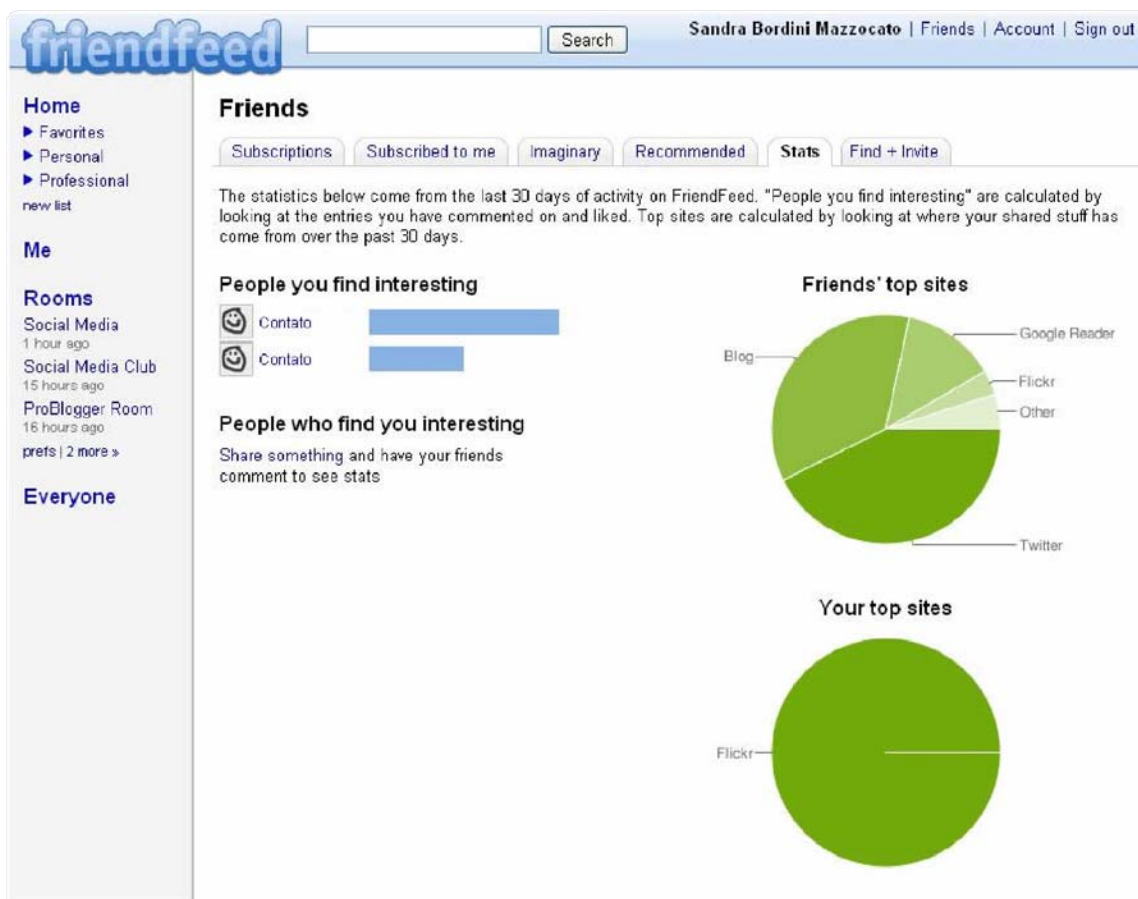 friendfeed
Search
Sandra Bordini Mazzocato | Friends | Account | Sign out
Home
Favorites
Personal
Professional
new list
Me
Rooms
Social Media
1 hour ago
Social Media Club
15 hours ago
ProBlogger Room
16 hours ago
prefs | 2 more »
Everyone
Friends
Subscriptions
Subscribed to me
Imaginary
Recommended
Stats
Find + Invite
The statistics below come from the last 30 days of activity on FriendFeed. "People you find interesting" are calculated by
looking at the entries you have commented on and liked. Top sites are calculated by looking at where your shared stuff has
come from over the past 30 days.
People you find interesting
Contato
Contato
People who find you interesting
Share something and have your friends
comment to see stats
Friends' top sites
Blog
Google Reader
Flickr
Other
Twitter
Your top sites
Flickr